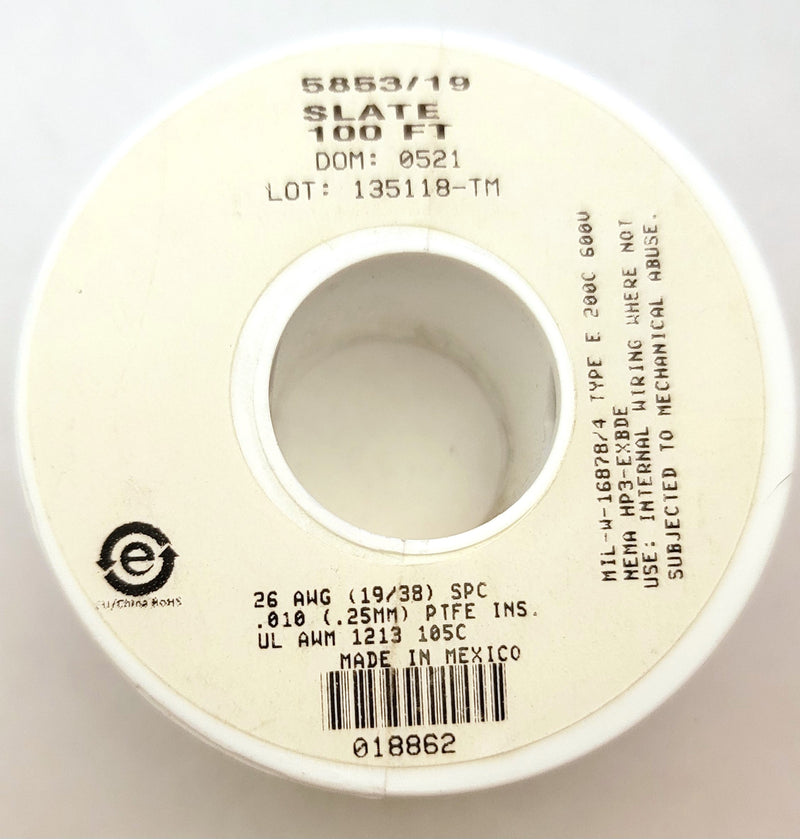 5853/19
SLATE
100 FT
DOM: 0521
LOT: 135118-TM
MIL-W-16878/4 TYPE E 200C 600V
NEMA HP3-EXBDE
USE: INTERNAL WIRING WHERE NOT
SUBJECTED TO MECHANICAL ABUSE.
e
EU/China RoHS
26 AWG (19/38) SPC
.010 (.25MM) PTFE INS.
UL AWM 1213 105C
MADE IN MEXICO
018862